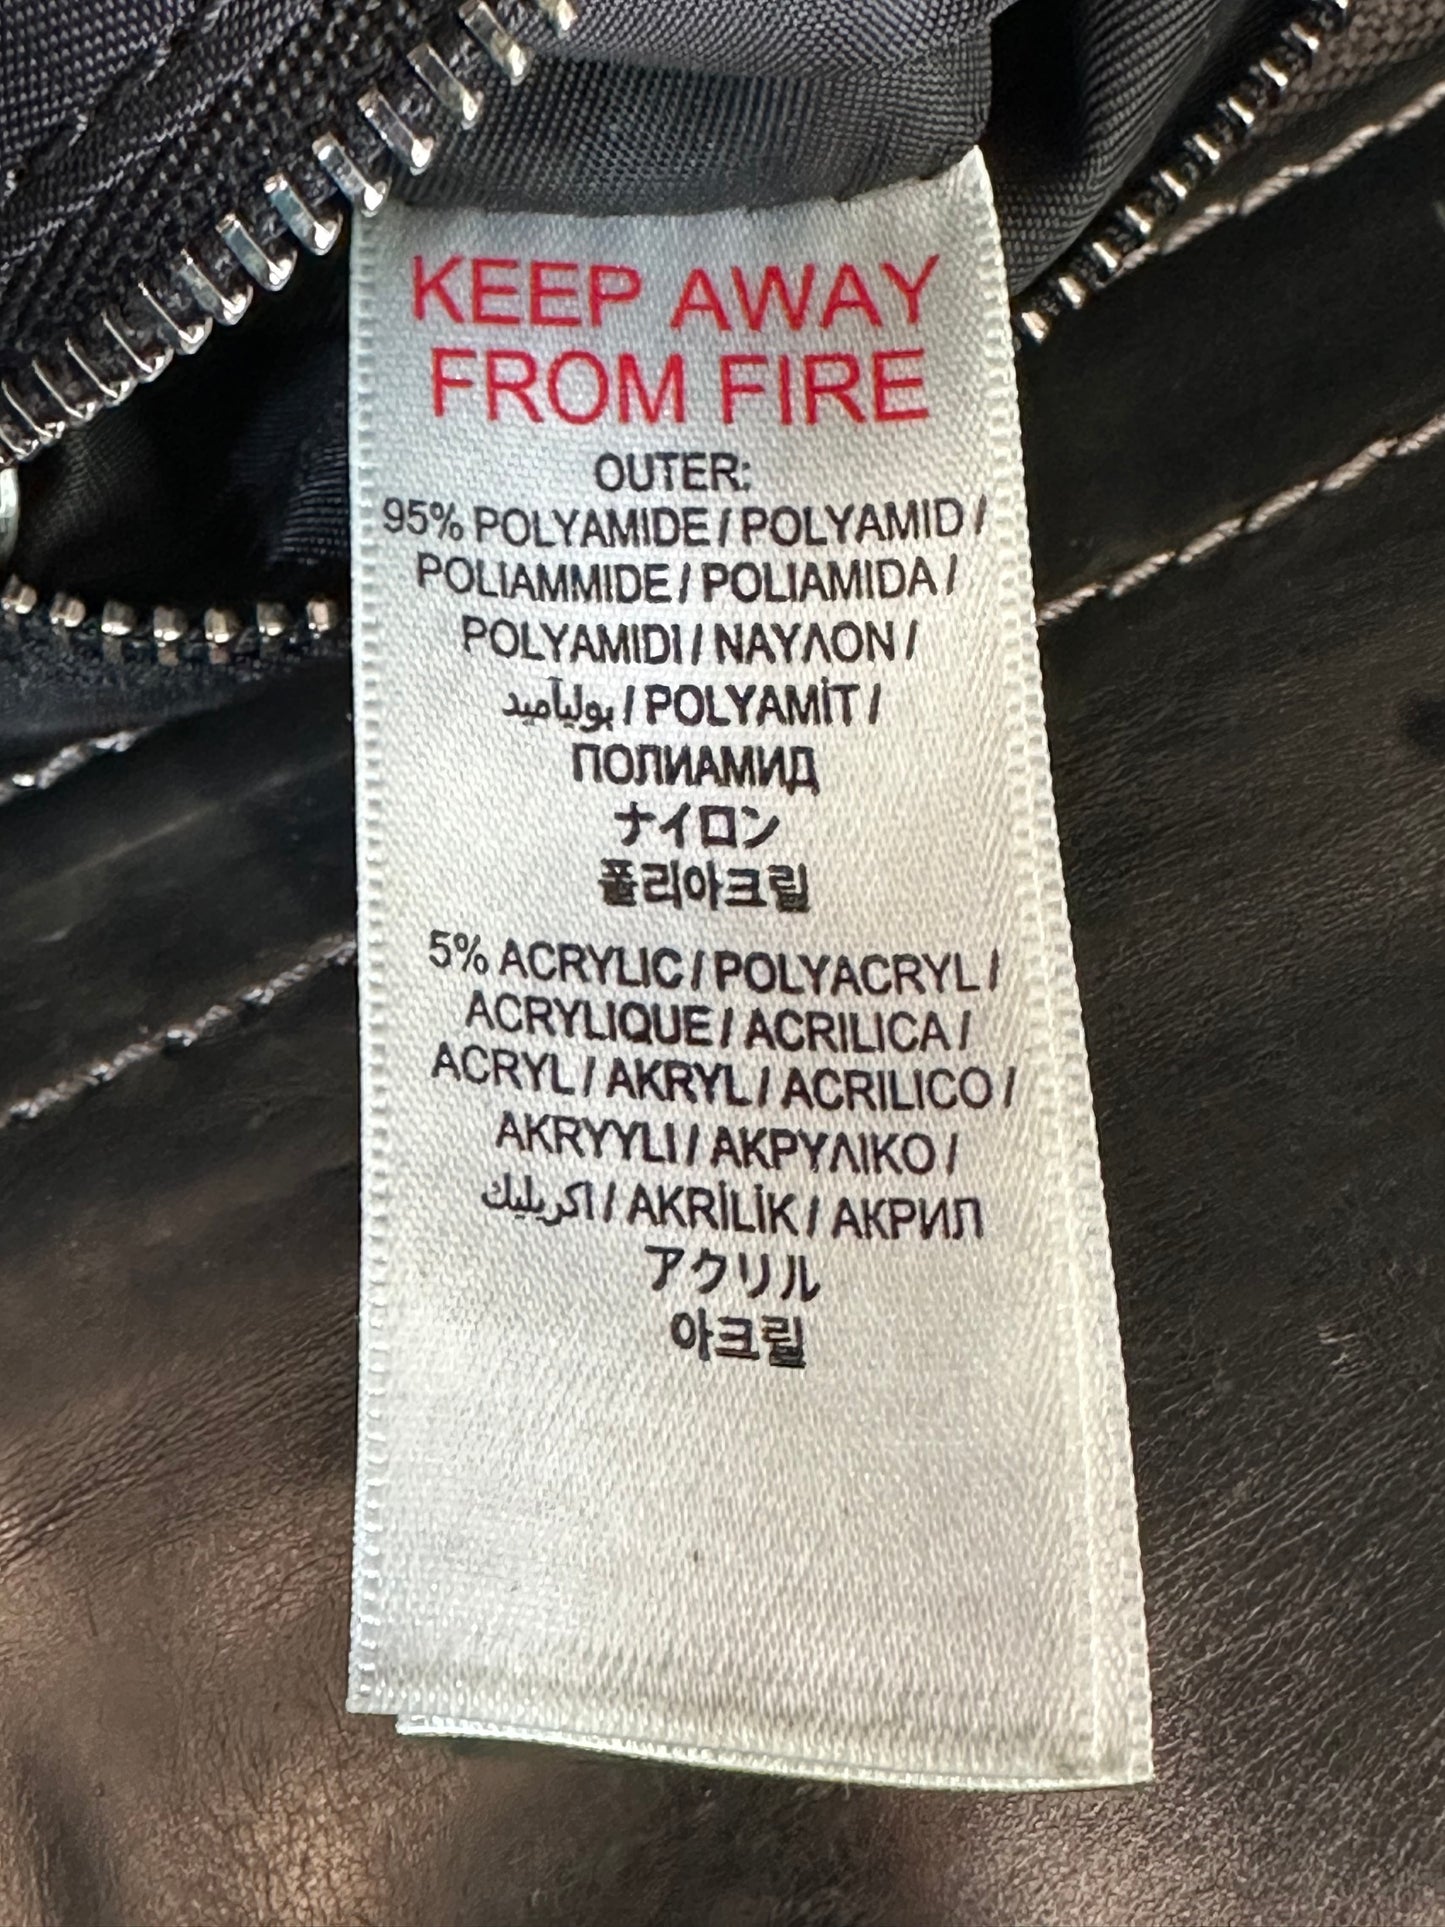 KEEP AWAY
FROM FIRE
OUTER:
95% POLYAMIDE / POLYAMID /
POLIAMMIDE / POLIAMIDA /
POLYAMIDI / ΝΑΥΛΟΝ /
بوليآميد / POLYAMİT /
ПОЛИАМИД
ナイロン
폴리아크릴
5% ACRYLIC / POLYACRYL /
ACRYLIQUE / ACRILICA /
ACRYL / AKRYL / ACRILICO /
AKRYYLI / ΑΚΡΥΛΙΚΟ /
اكريليك / AKRİLİK / АКРИЛ
アクリル
아크릴